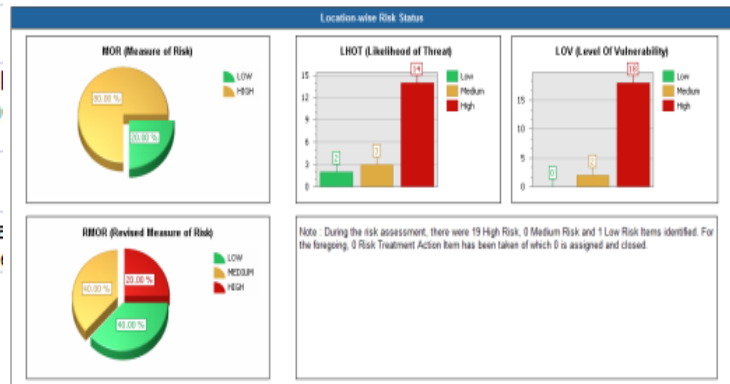 Location-wise Risk Status
MOR (Measure of Risk)
80.00 %
20.00 %
LOW
HIGH
LHOT (Likelihood of Threat)
15
12
9
6
3
0
2
3
14
Low
Medium
High
LOV (Level Of Vulnerability)
15
10
5
0
0
2
18
Low
Medium
High
RMOR (Revised Measure of Risk)
40.00 %
20.00 %
40.00 %
LOW
MEDIUM
HIGH
Note : During the risk assessment, there were 19 High Risk, 0 Medium Risk and 1 Low Risk Items identified. For
the foregoing, 0 Risk Treatment Action Item has been taken of which 0 is assigned and closed.